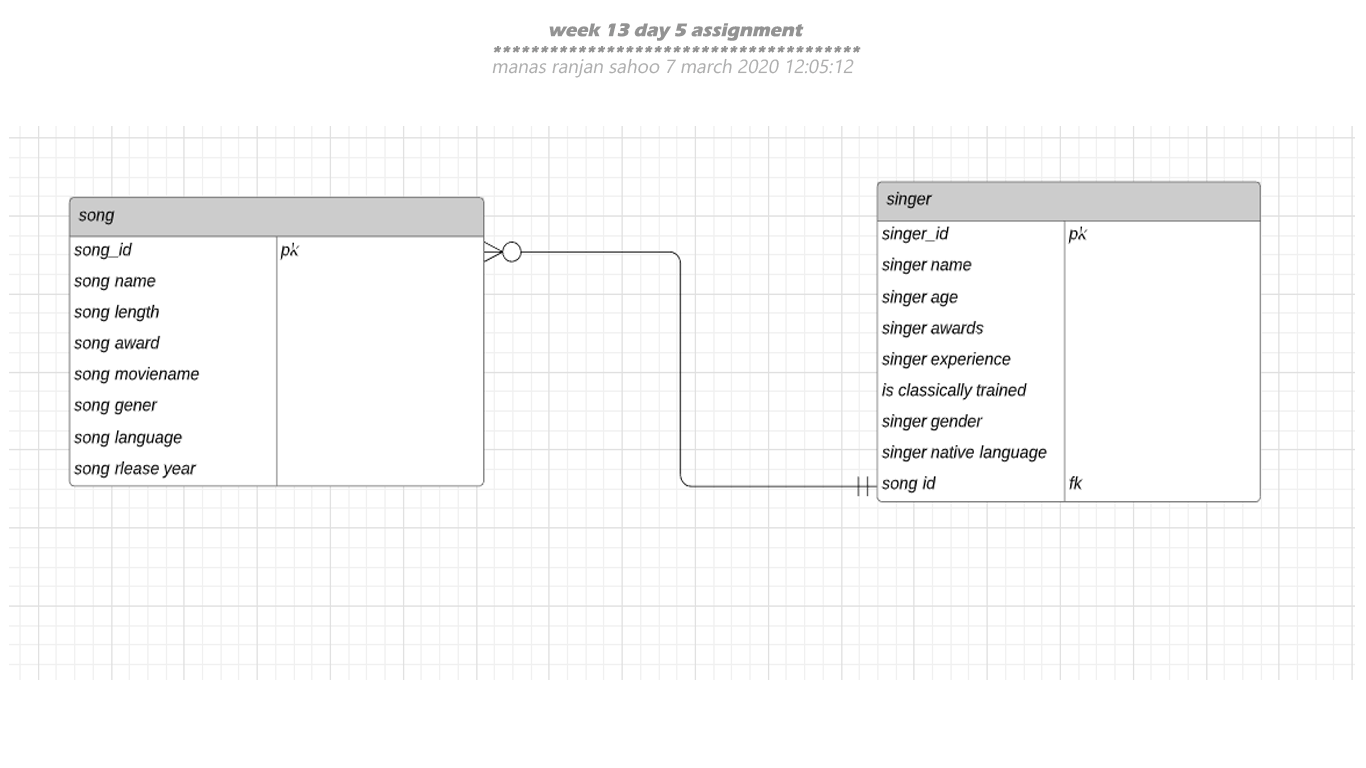 week 13 day 5 assignment
***************************************
manas ranjan sahoo 7 march 2020 12:05:12
song
song_id pk
song name
song length
song award
song moviename
song gener
song language
song rlease year
singer
singer_id pk
singer name
singer age
singer awards
singer experience
is classically trained
singer gender
singer native language
song id fk